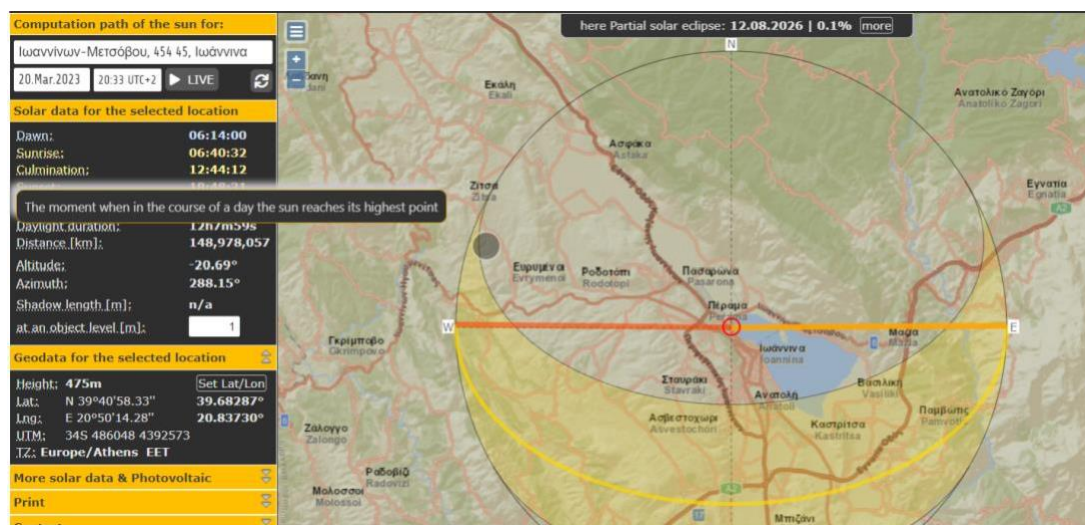 Computation path of the sun for:
Ιωαννίνων-Μετσόβου, 454 45, Ιωάννινα
20.Mar.2023 20:33 UTC+2 LIVE
Solar data for the selected location
Dawn: 06:14:00
Sunrise: 06:40:32
Culmination: 12:44:12
The moment when in the course of a day the sun reaches its highest point
Daylight duration: 12h7m59s
Distance [km]: 148,978,057
Altitude: -20.69°
Azimuth: 288.15°
Shadow length [m]: n/a
at an object level [m]: 1
Geodata for the selected location
Height: 475m Set Lat/Lon
Lat: N 39°40'58.33" 39.68287°
Lng: E 20°50'14.28" 20.83730°
UTM: 34S 486048 4392573
TZ: Europe/Athens EET
More solar data & Photovoltaic
Print
here Partial solar eclipse: 12.08.2026 | 0.1% more
N
+
−
Εκάλη
Ekali
Ανατολικό Ζαγόρι
Anatoliko Zagori
Ασφάκα
Asfaka
Ζίτσα
Zitsa
Εγνατία
Egnatia
A2
Ευρυμένα
Evrymenoi
Ροδοτόπι
Rodotopi
Πασαρώνα
Pasarona
Πέραμα
W
E
Ιωάννινα
Ioannina
Μάζια
Mazia
Γκρίμποβο
Gkrimpovo
Σταυράκι
Stavraki
Ανατολή
Anatoli
Βασιλική
Vasiliki
Ασβεστοχώρι
Asvestochori
Καστρίτσα
Kastritsa
Παμβώτις
Pamvotis
Ζάλογγο
Zalongo
Ραδοβίζι
Radovizi
Μολοσσοί
Molossoi
A2
Μπιζάνι